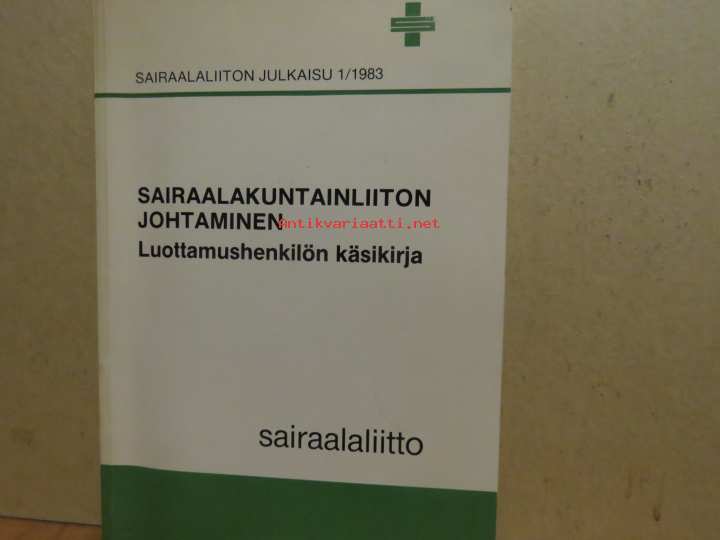 SAIRAALALIITON JULKAISU 1/1983
SAIRAALAKUNTAINLIITON
JOHTAMINEN
Antikvariaatti.net
Luottamushenkilön käsikirja
sairaalaliitto